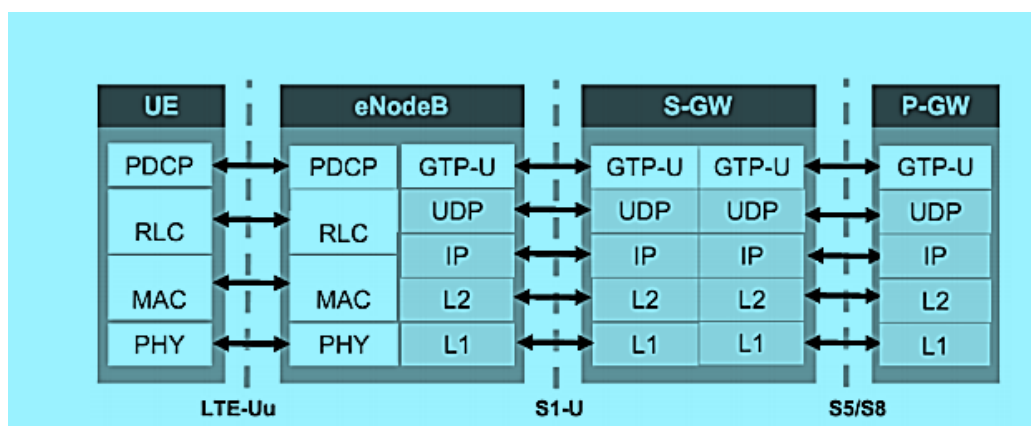 UE eNodeB S-GW P-GW
PDCP PDCP GTP-U GTP-U GTP-U GTP-U
UDP UDP UDP UDP
RLC RLC
IP IP IP IP
MAC MAC L2 L2 L2 L2
PHY PHY L1 L1 L1 L1
LTE-Uu S1-U S5/S8